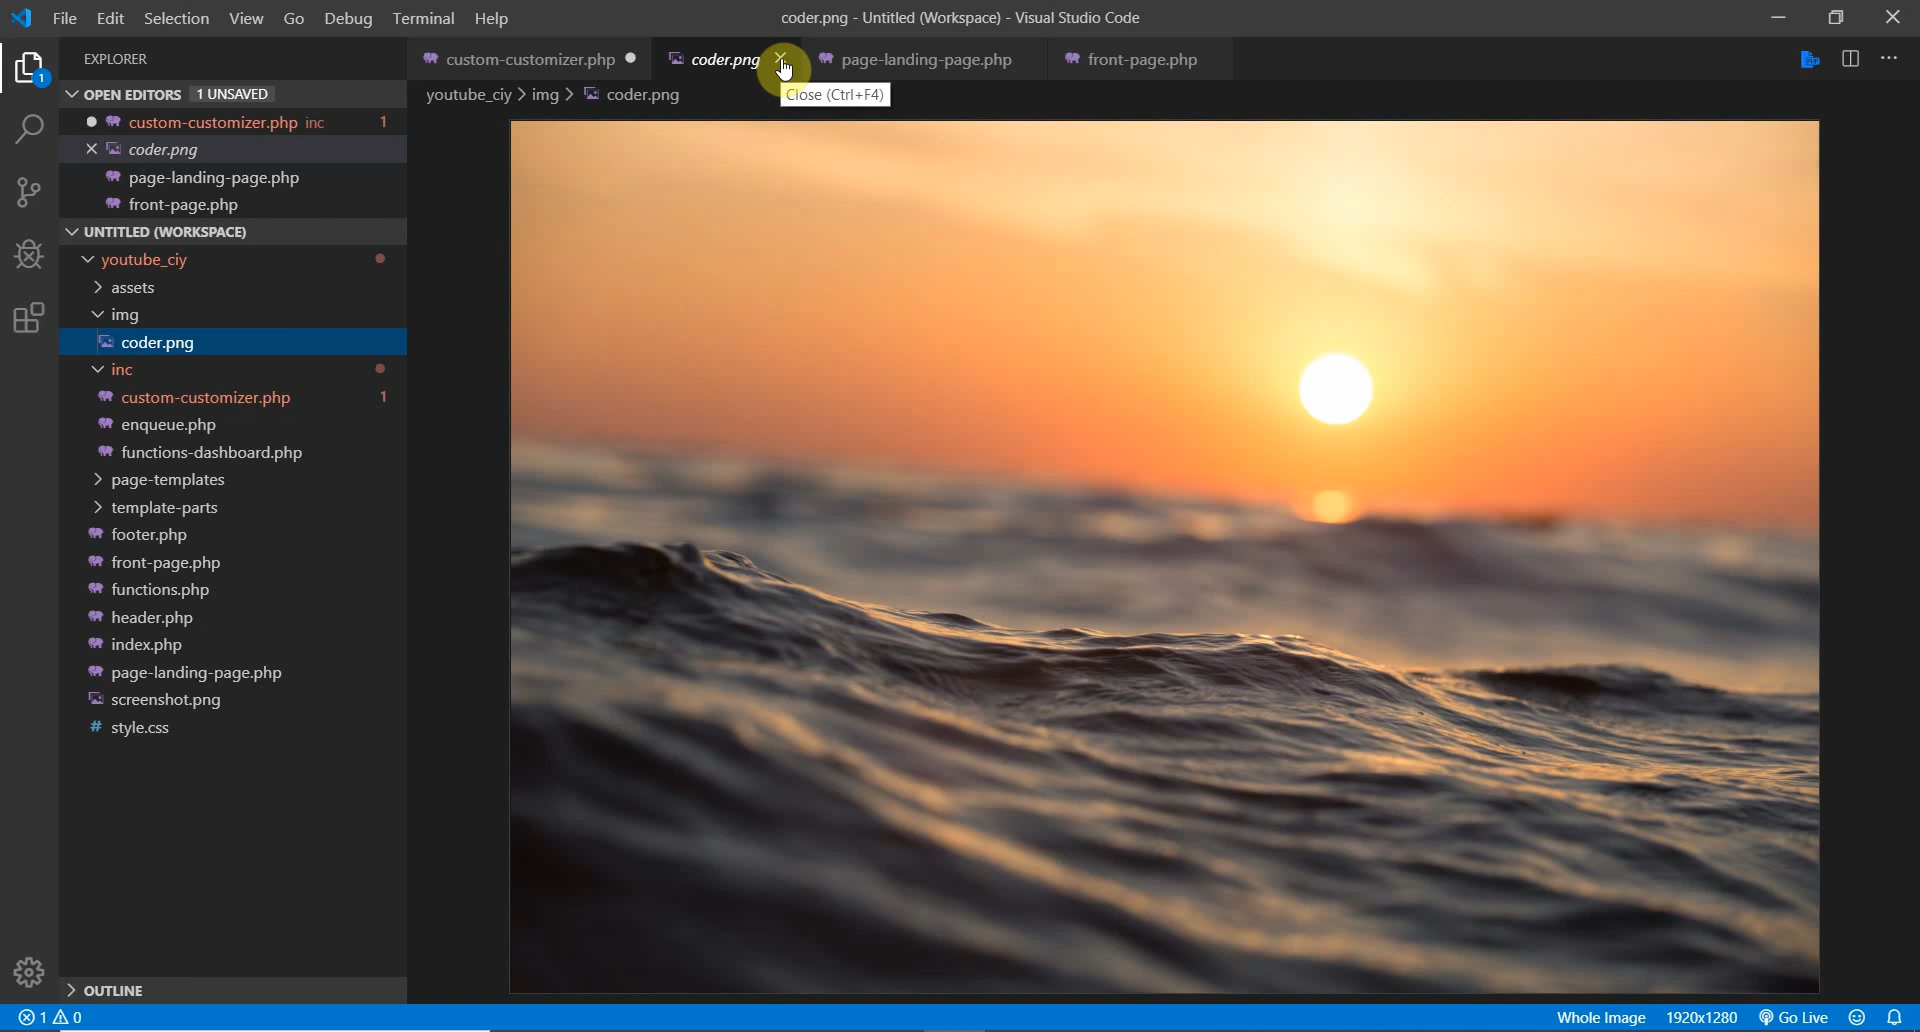 File Edit Selection View Go Debug Terminal Help
coder.png - Untitled (Workspace) - Visual Studio Code
EXPLORER
custom-customizer.php
coder.png
page-landing-page.php
front-page.php
OPEN EDITORS 1 UNSAVED
youtube_ciy > img > coder.png
Close (Ctrl+F4)
custom-customizer.php inc 1
coder.png
page-landing-page.php
front-page.php
UNTITLED (WORKSPACE)
youtube_ciy
assets
img
coder.png
inc
custom-customizer.php 1
enqueue.php
functions-dashboard.php
page-templates
template-parts
footer.php
front-page.php
functions.php
header.php
index.php
page-landing-page.php
screenshot.png
# style.css
OUTLINE
1 0
Whole Image 1920x1280 Go Live
1